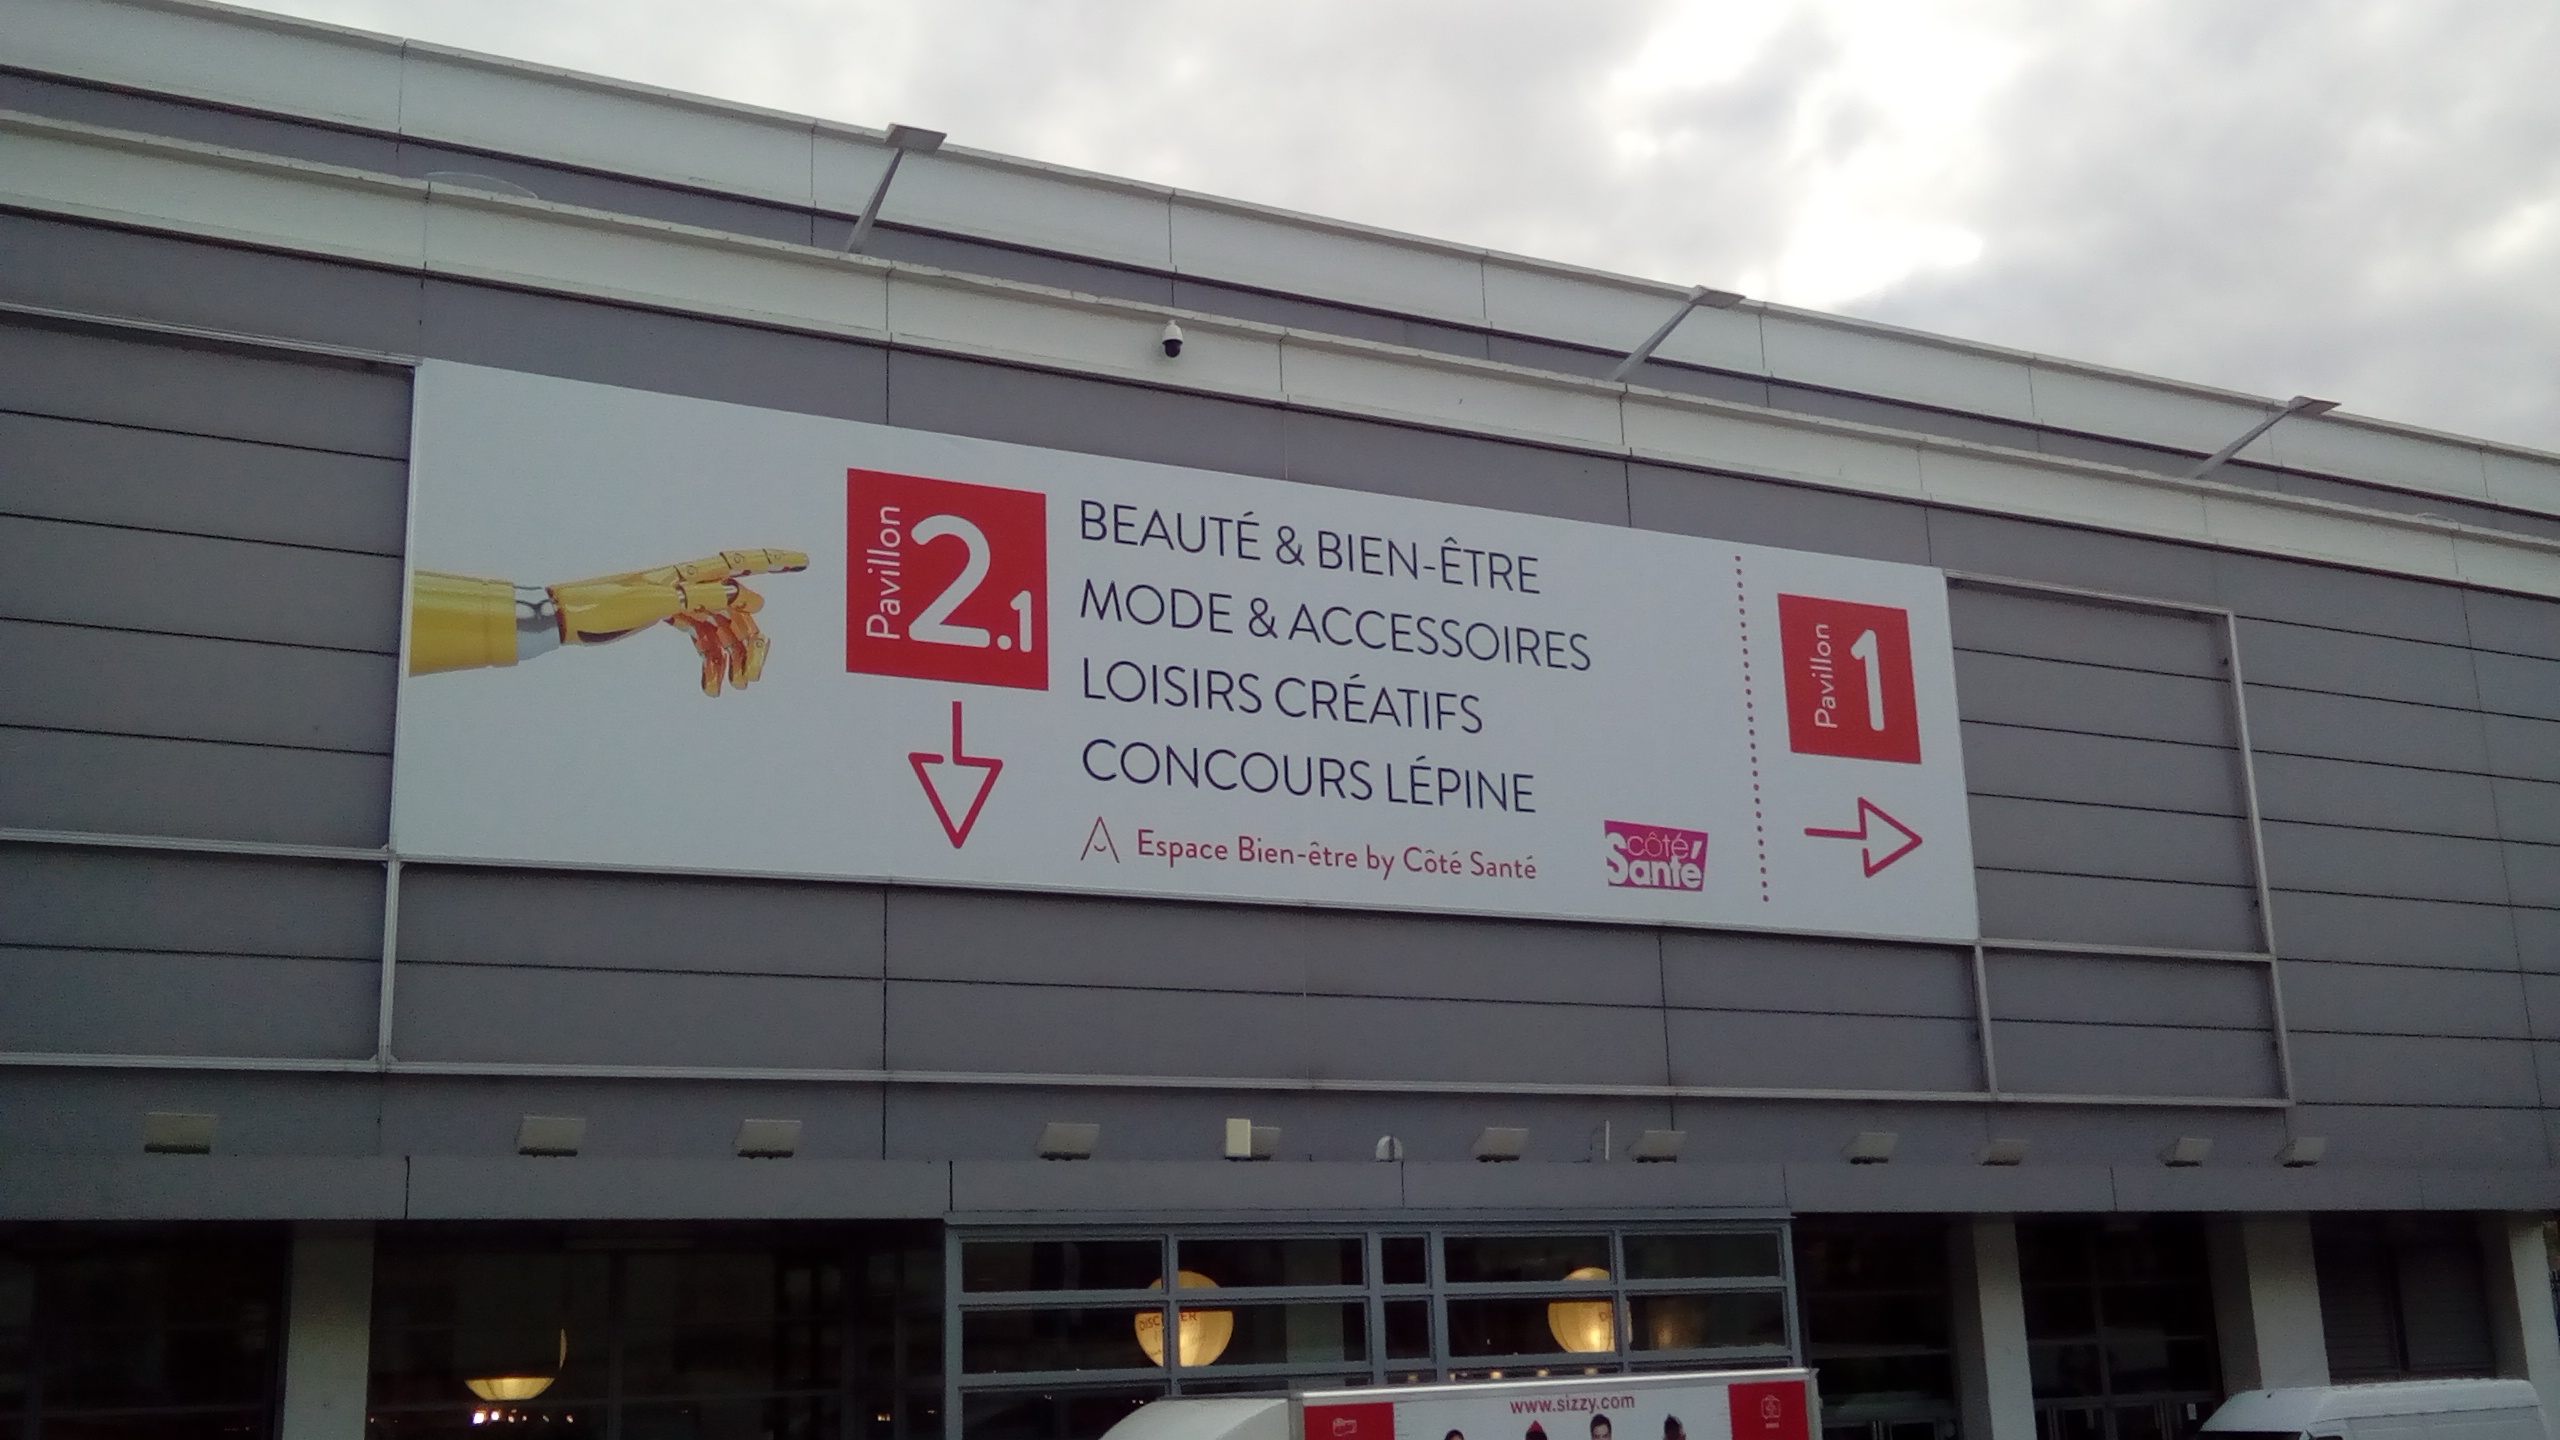 Pavillon
2.1
BEAUTÉ & BIEN-ÊTRE
MODE & ACCESSOIRES
LOISIRS CRÉATIFS
CONCOURS LÉPINE
Espace Bien-être by Côté Santé
côté
Santé
Pavillon
1
www.sizzy.com